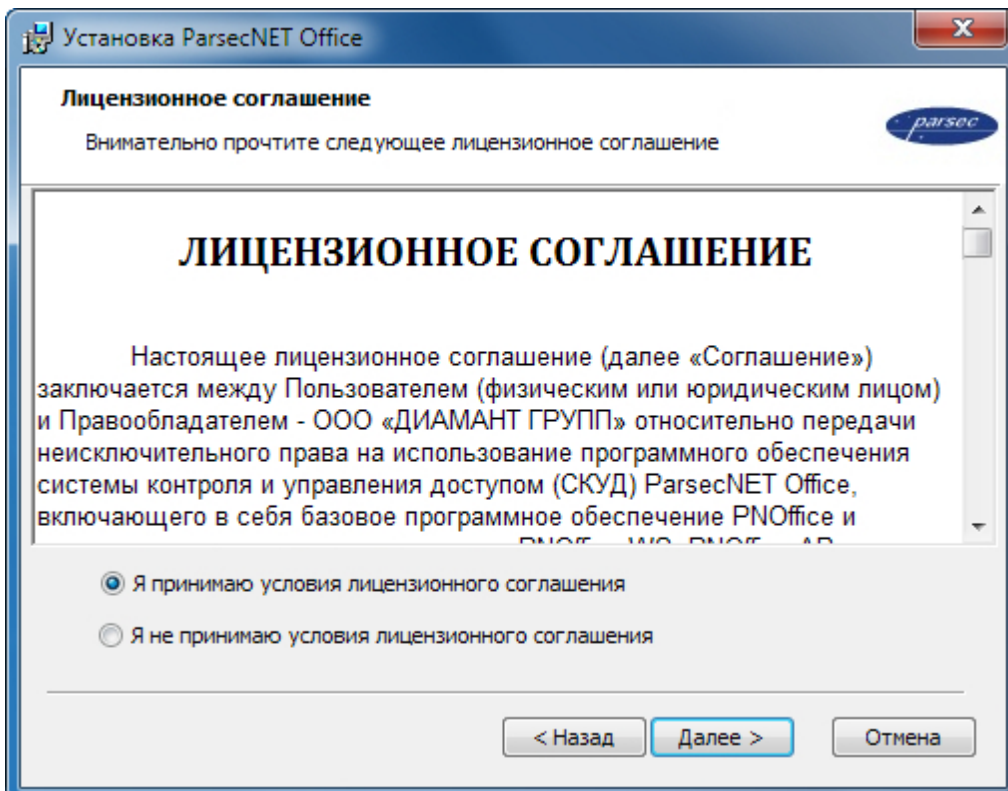 Установка ParsecNET Office
Лицензионное соглашение
Внимательно прочтите следующее лицензионное соглашение
parsec
ЛИЦЕНЗИОННОЕ СОГЛАШЕНИЕ
Настоящее лицензионное соглашение (далее «Соглашение»)
заключается между Пользователем (физическим или юридическим лицом)
и Правообладателем - ООО «ДИАМАНТ ГРУПП» относительно передачи
неисключительного права на использование программного обеспечения
системы контроля и управления доступом (СКУД) ParsecNET Office,
включающего в себя базовое программное обеспечение PNOffice и
Я принимаю условия лицензионного соглашения
Я не принимаю условия лицензионного соглашения
< Назад
Далее >
Отмена